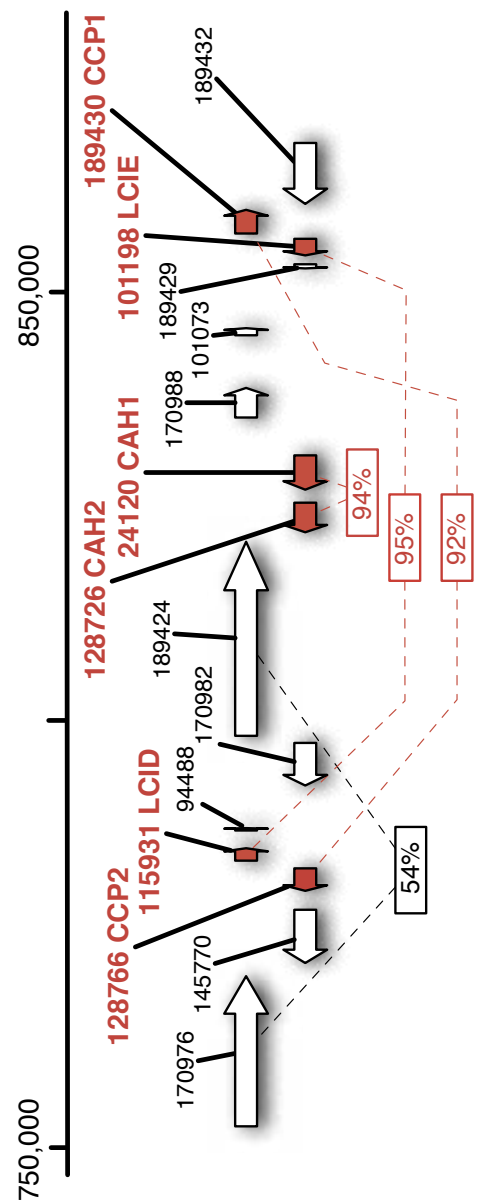 750,000
850,000
128766 CCP2
115931 LCID
128726 CAH2
24120 CAH1
101198 LCIE
189430 CCP1
170976
145770
94488
170982
189424
170988
101073
189429
189432
94%
95%
92%
54%